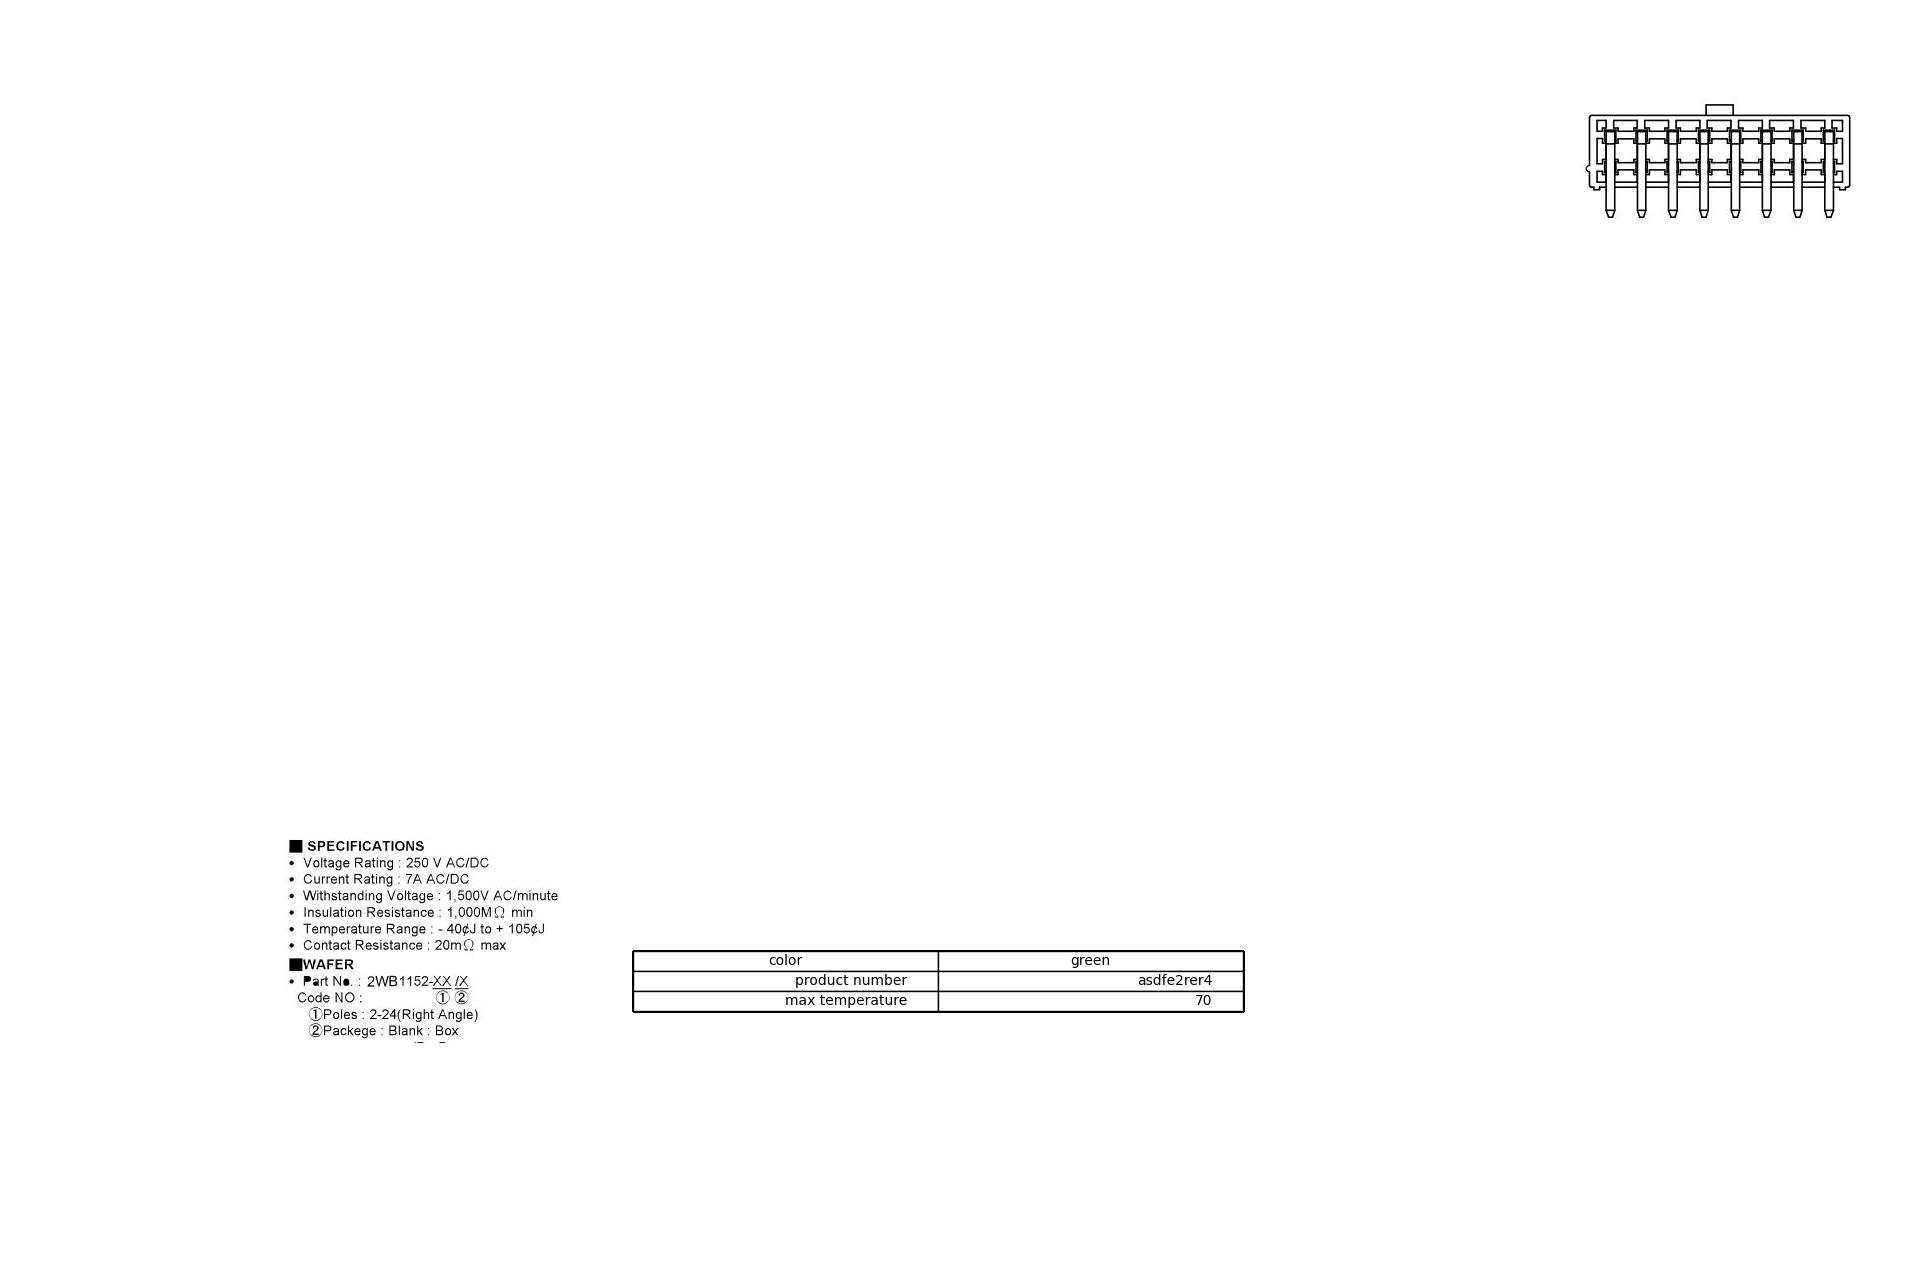 ■ SPECIFICATIONS
• Voltage Rating : 250 V AC/DC
• Current Rating : 7A AC/DC
• Withstanding Voltage : 1,500V AC/minute
• Insulation Resistance : 1,000MΩ min
• Temperature Range : - 40¢J to + 105¢J
• Contact Resistance : 20mΩ max
■WAFER
• Part No. : 2WB1152-XX /X
Code NO : ① ②
①Poles : 2-24(Right Angle)
②Packege : Blank : Box
color green
product number asdfe2rer4
max temperature 70